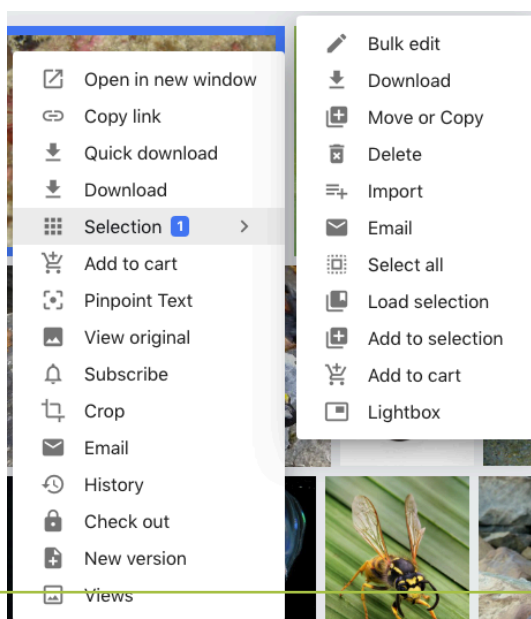 Open in new window
Copy link
Quick download
Download
Selection 1
Add to cart
Pinpoint Text
View original
Subscribe
Crop
Email
History
Check out
New version
Views
Bulk edit
Download
Move or Copy
Delete
Import
Email
Select all
Load selection
Add to selection
Add to cart
Lightbox